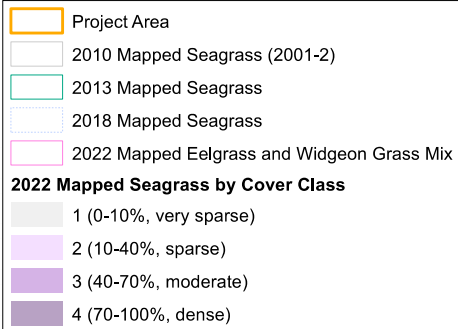 Project Area
2010 Mapped Seagrass (2001-2)
2013 Mapped Seagrass
2018 Mapped Seagrass
2022 Mapped Eelgrass and Widgeon Grass Mix
2022 Mapped Seagrass by Cover Class
1 (0-10%, very sparse)
2 (10-40%, sparse)
3 (40-70%, moderate)
4 (70-100%, dense)